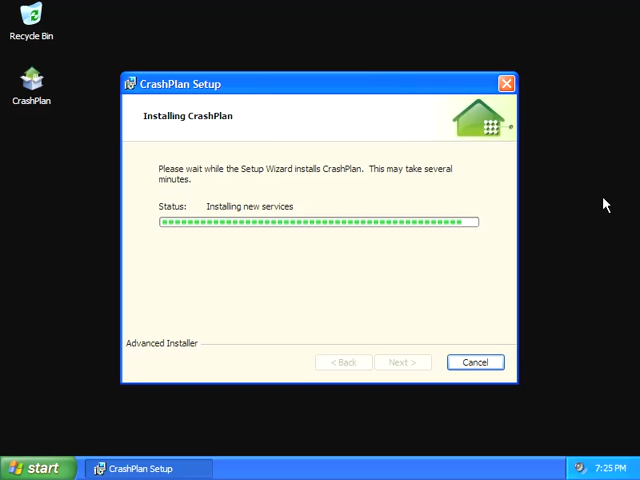 Recycle Bin
CrashPlan
CrashPlan Setup
Installing CrashPlan
Please wait while the Setup Wizard installs CrashPlan. This may take several
minutes.
Status: Installing new services
Advanced Installer
< Back Next > Cancel
start CrashPlan Setup 7:25 PM